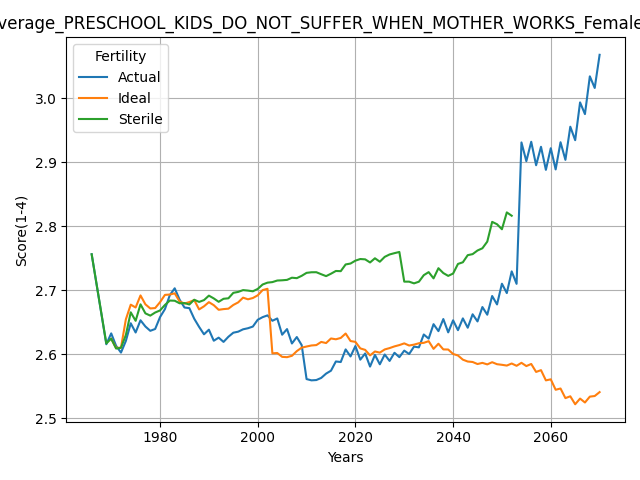 verage_PRESCHOOL_KIDS_DO_NOT_SUFFER_WHEN_MOTHER_WORKS_Female
Fertility
Actual
Ideal
Sterile
Score(1-4)
3.0
2.9
2.8
2.7
2.6
2.5
1980 2000 2020 2040 2060
Years